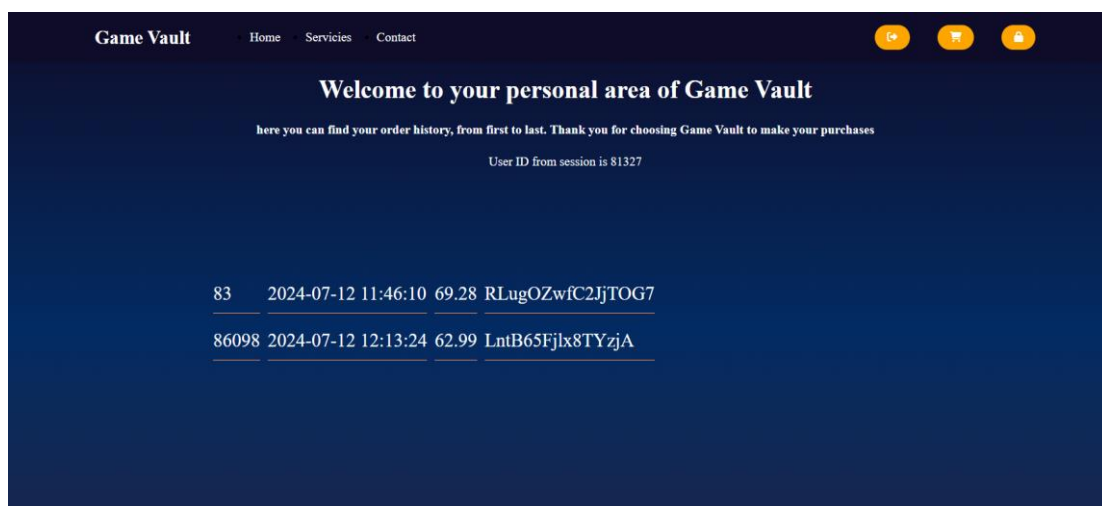 Game Vault Home Servicies Contact
Welcome to your personal area of Game Vault
here you can find your order history, from first to last. Thank you for choosing Game Vault to make your purchases
User ID from session is 81327
83 2024-07-12 11:46:10 69.28 RLugOZwfC2JjTOG7
86098 2024-07-12 12:13:24 62.99 LntB65Fjlx8TYzjA